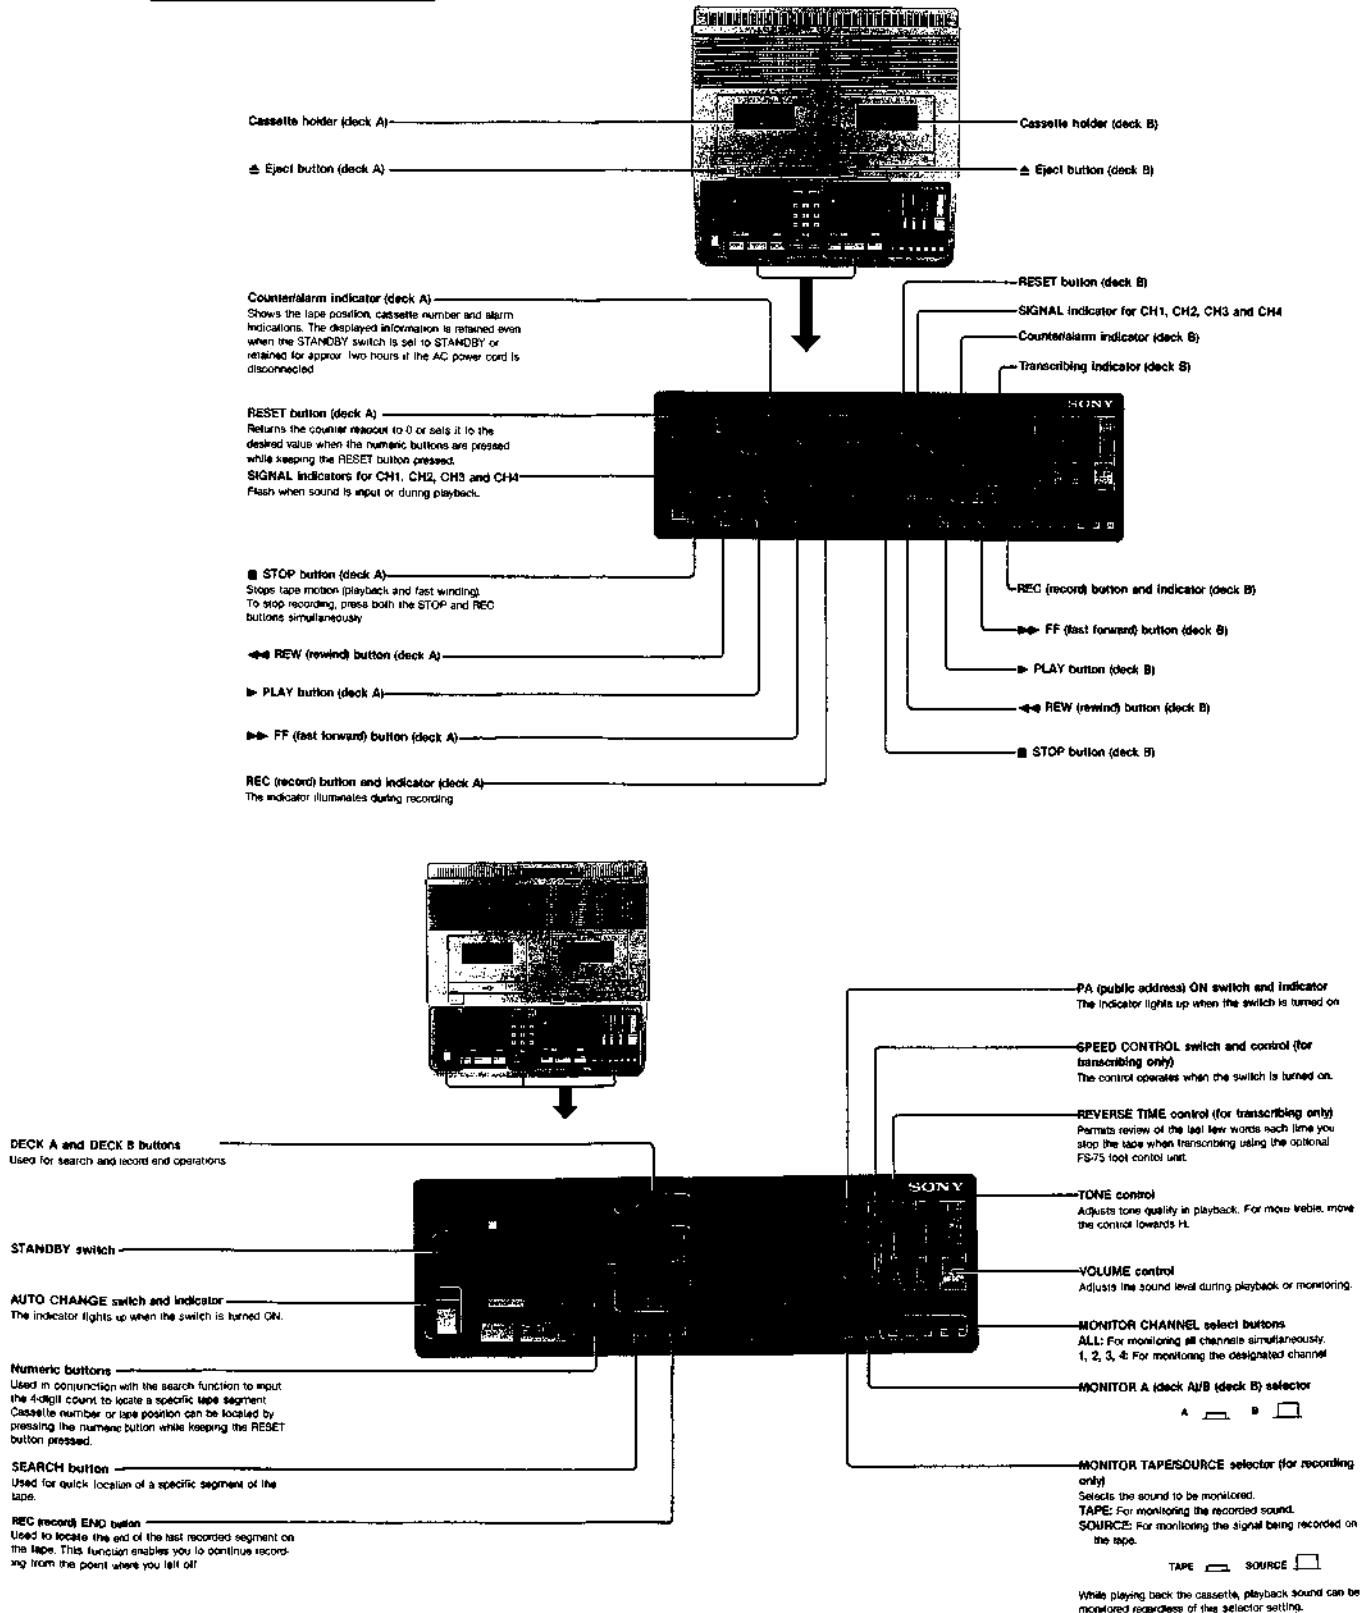 Cassette holder (deck A)
Cassette holder (deck B)
≜ Eject button (deck A)
≜ Eject button (deck B)
Counter/alarm indicator (deck A)
Shows the tape position, cassette number and alarm
indications. The displayed information is retained even
when the STANDBY switch is set to STANDBY or
retained for approx two hours if the AC power cord is
disconnected
RESET button (deck A)
Returns the counter readout to 0 or sets it to the
desired value when the numeric buttons are pressed
while keeping the RESET button pressed.
SIGNAL indicators for CH1, CH2, CH3 and CH4
Flash when sound is input or during playback.
RESET button (deck B)
SIGNAL indicator for CH1, CH2, CH3 and CH4
Counter/alarm indicator (deck B)
Transcribing indicator (deck B)
SONY
■ STOP button (deck A)
Stops tape motion (playback and fast winding)
To stop recording, press both the STOP and REC
buttons simultaneously
◀◀ REW (rewind) button (deck A)
▶ PLAY button (deck A)
▶▶ FF (fast forward) button (deck A)
REC (record) button and indicator (deck A)
The indicator illuminates during recording
REC (record) button and indicator (deck B)
▶▶ FF (fast forward) button (deck B)
▶ PLAY button (deck B)
◀◀ REW (rewind) button (deck B)
■ STOP button (deck B)
DECK A and DECK B buttons
Used for search and record end operations
STANDBY switch
AUTO CHANGE switch and indicator
The indicator lights up when the switch is turned ON.
Numeric buttons
Used in conjunction with the search function to input
the 4-digit count to locate a specific tape segment
Cassette number or tape position can be located by
pressing the numeric button while keeping the RESET
button pressed.
SEARCH button
Used for quick location of a specific segment of the
tape.
REC (record) END button
Used to locate the end of the last recorded segment on
the tape. This function enables you to continue record-
ing from the point where you left off
SONY
PA (public address) ON switch and indicator
The indicator lights up when the switch is turned on
SPEED CONTROL switch and control (for
transcribing only)
The control operates when the switch is turned on.
REVERSE TIME control (for transcribing only)
Permits review of the last few words each time you
stop the tape when transcribing using the optional
FS-75 foot control unit.
TONE control
Adjusts tone quality in playback. For more treble, move
the control towards H.
VOLUME control
Adjusts the sound level during playback or monitoring.
MONITOR CHANNEL select buttons
ALL: For monitoring all channels simultaneously.
1, 2, 3, 4: For monitoring the designated channel
MONITOR A (deck A)/B (deck B) selector
A B
MONITOR TAPE/SOURCE selector (for recording
only)
Selects the sound to be monitored.
TAPE: For monitoring the recorded sound.
SOURCE: For monitoring the signal being recorded on
the tape.
TAPE SOURCE
While playing back the cassette, playback sound can be
monitored regardless of this selector setting.